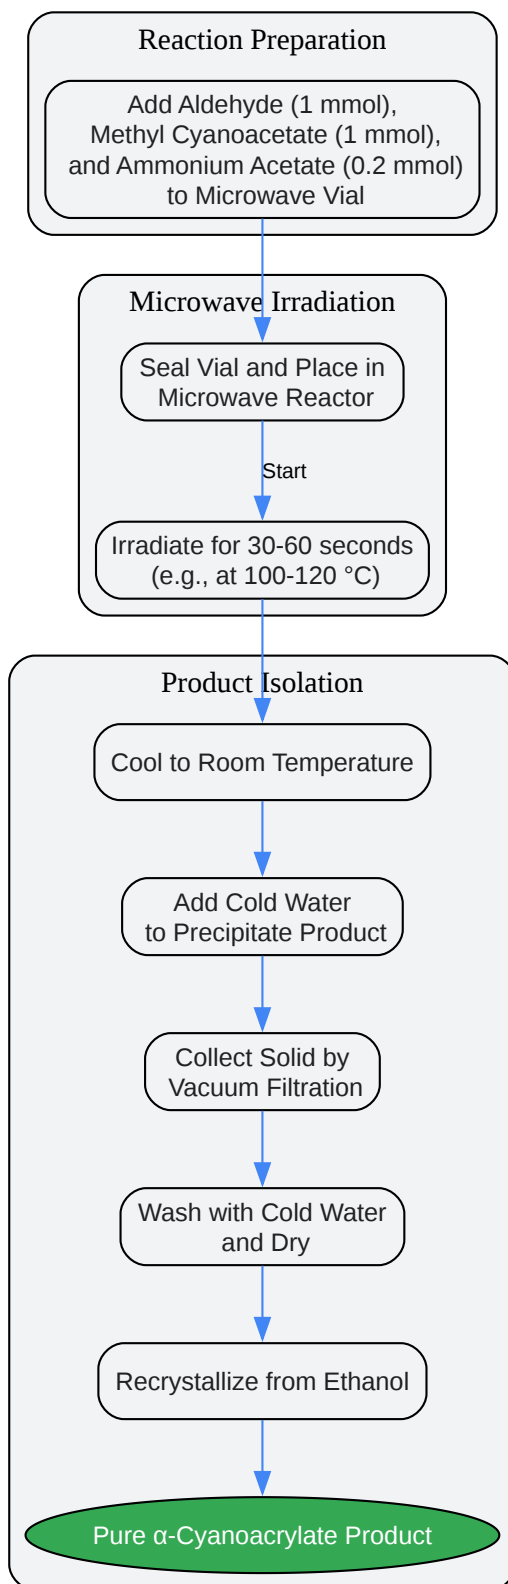 Reaction Preparation
Add Aldehyde (1 mmol),
Methyl Cyanoacetate (1 mmol),
and Ammonium Acetate (0.2 mmol)
to Microwave Vial
Microwave Irradiation
Seal Vial and Place in
Microwave Reactor
Start
Irradiate for 30-60 seconds
(e.g., at 100-120 °C)
Product Isolation
Cool to Room Temperature
Add Cold Water
to Precipitate Product
Collect Solid by
Vacuum Filtration
Wash with Cold Water
and Dry
Recrystallize from Ethanol
Pure α-Cyanoacrylate Product